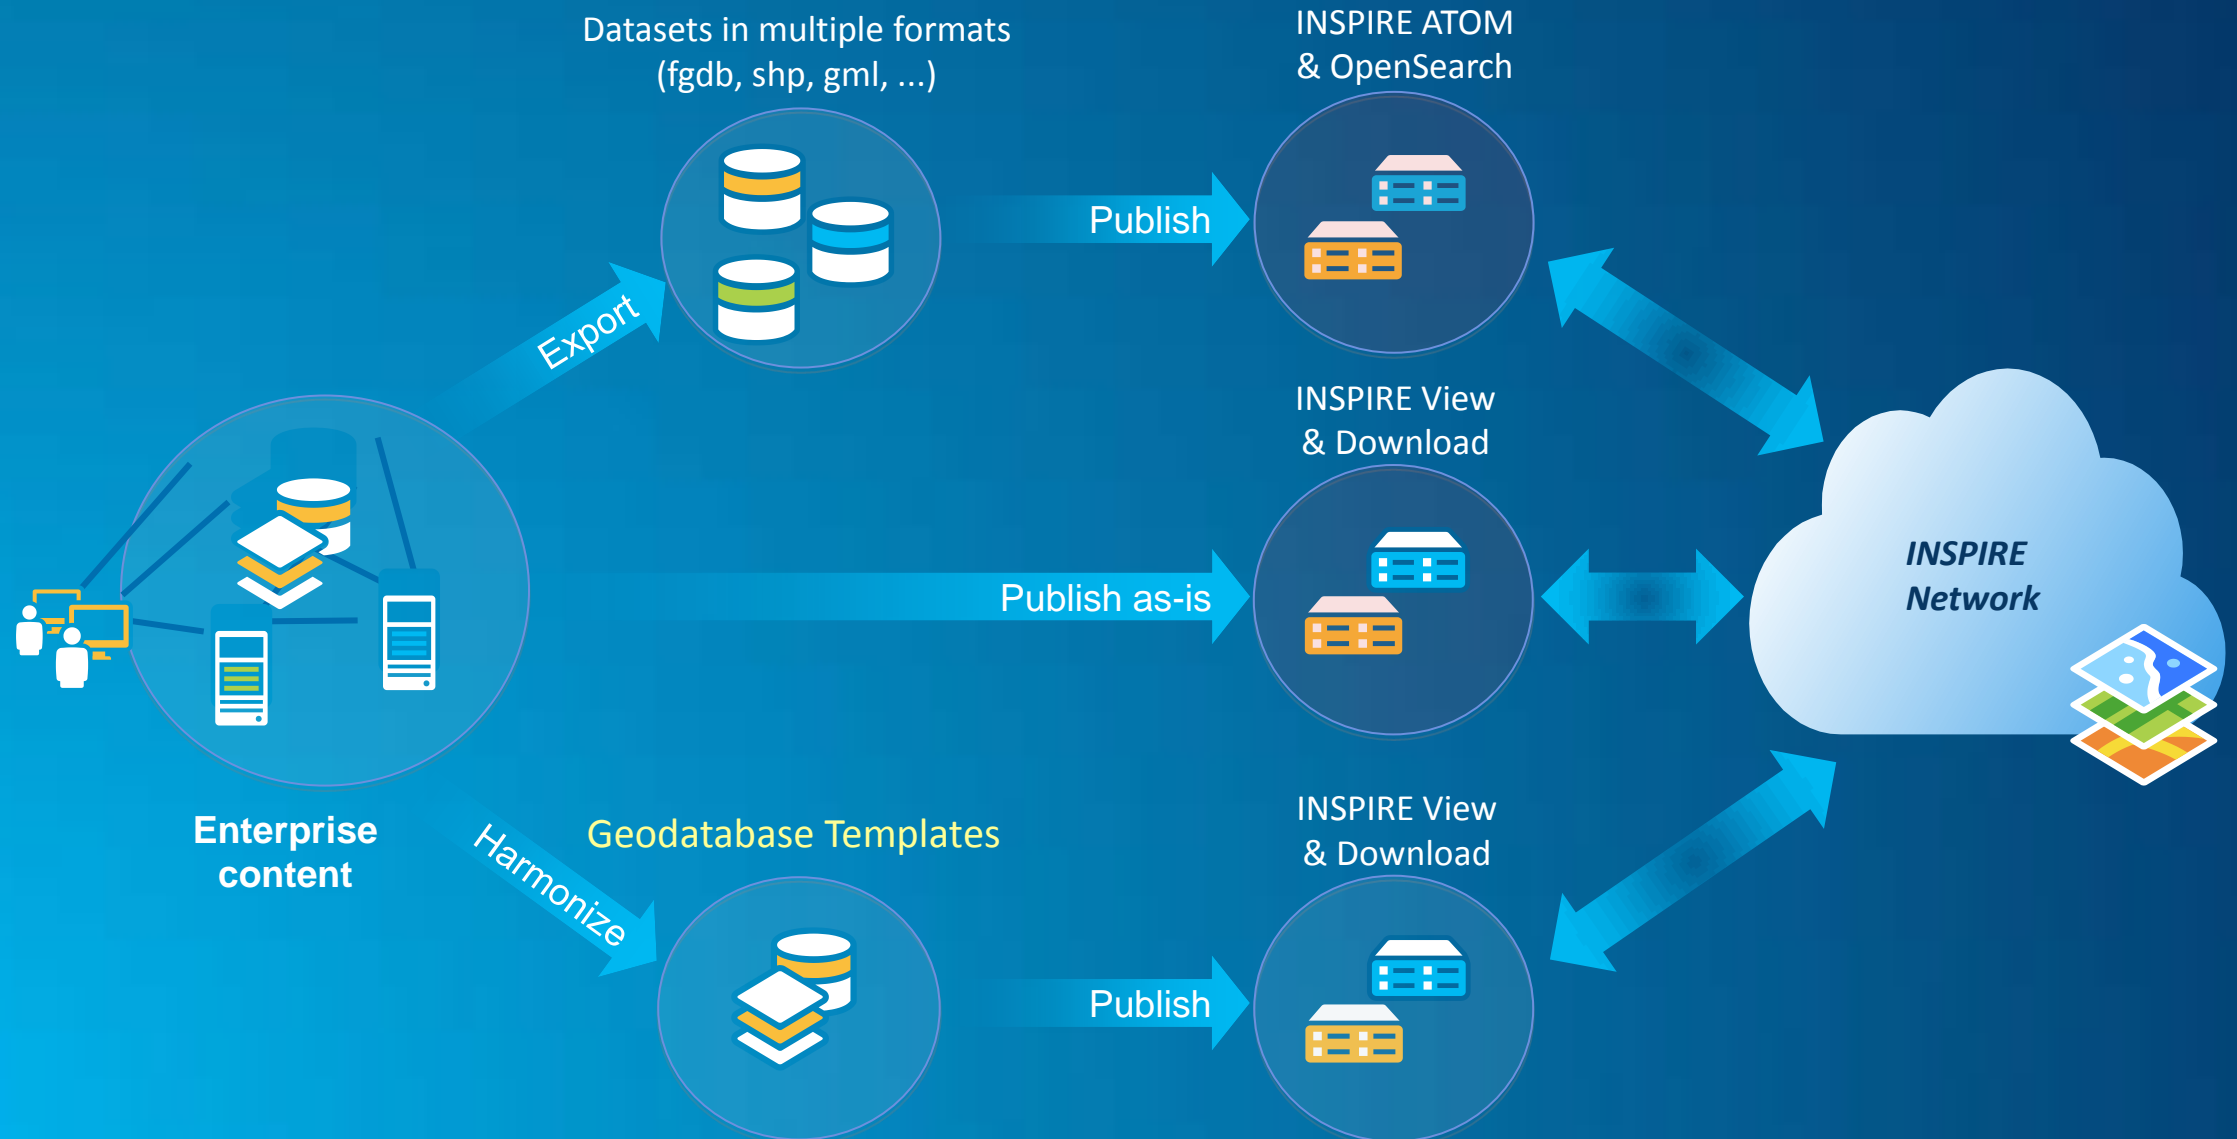 Datasets in multiple formats
(fgdb, shp, gml, ...)
INSPIRE ATOM
& OpenSearch
Publish
Export
INSPIRE View
& Download
Publish as-is
INSPIRE
Network
Enterprise
content
Harmonize
Geodatabase Templates
INSPIRE View
& Download
Publish